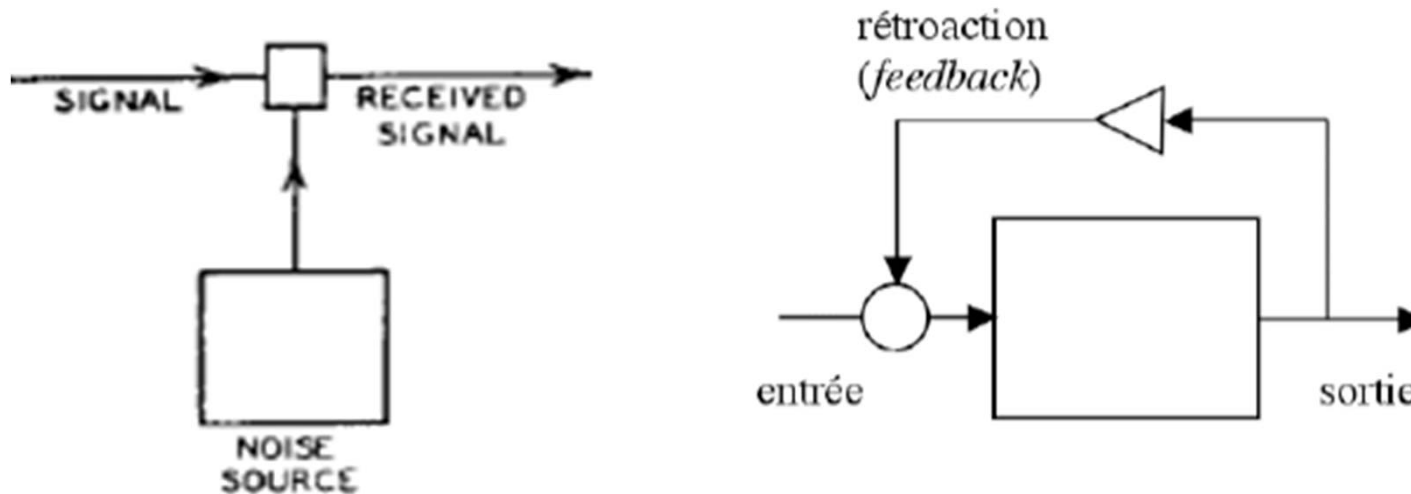 SIGNAL
RECEIVED
SIGNAL
NOISE
SOURCE
rétroaction
(feedback)
entrée
sortie